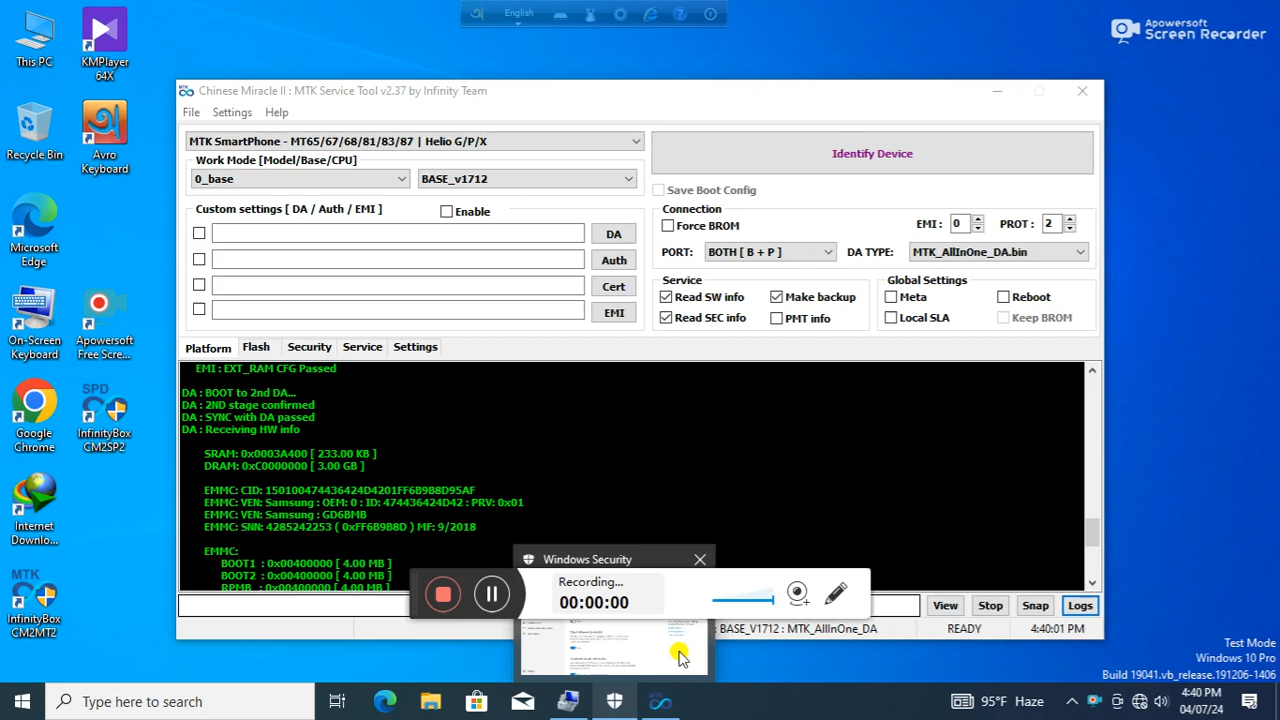 English
Apowersoft
Screen Recorder
This PC
KMPlayer
64X
Recycle Bin
Avro
Keyboard
Microsoft
Edge
On-Screen
Keyboard
Apowersoft
Free Scree...
Google
Chrome
SPD
InfinityBox
CM2SP2
Internet
Downlo...
MTK
InfinityBox
CM2MT2
Chinese Miracle II : MTK Service Tool v2.37 by Infinity Team
File Settings Help
MTK SmartPhone - MT65/67/68/81/83/87 | Helio G/P/X
Work Mode [Model/Base/CPU]
0_base BASE_v1712
Custom settings [ DA / Auth / EMI ] Enable
DA
Auth
Cert
EMI
Identify Device
Save Boot Config
Connection
Force BROM EMI : 0 PROT : 2
PORT: BOTH [ B + P ] DA TYPE: MTK_AllInOne_DA.bin
Service
Read SW info Make backup
Read SEC info PMT info
Global Settings
Meta Reboot
Local SLA Keep BROM
Platform Flash Security Service Settings
EMI : EXT_RAM CFG Passed
DA : BOOT to 2nd DA...
DA : 2ND stage confirmed
DA : SYNC with DA passed
DA : Receiving HW info
SRAM: 0x0003A400 [ 233.00 KB ]
DRAM: 0xC0000000 [ 3.00 GB ]
EMMC: CID: 150100474436424D4201FF6B9B8D95AF
EMMC: VEN: Samsung : OEM: 0 : ID: 474436424D42 : PRV: 0x01
EMMC: VEN: Samsung : GD6BMB
EMMC: SNN: 4285242253 ( 0xFF6B9B8D ) MF: 9/2018
EMMC:
BOOT1 : 0x00400000 [ 4.00 MB ]
BOOT2 : 0x00400000 [ 4.00 MB ]
RPMB : 0x00400000 [ 4.00 MB ]
Windows Security
Recording...
00:00:00
View Stop Snap Logs
: BASE_V1712 : MTK_AllInOne_DA READY 4:40:01 PM
Test Mode
Windows 10 Pro
Build 19041.vb_release.191206-1406
Type here to search
95°F Haze
4:40 PM
04/07/24